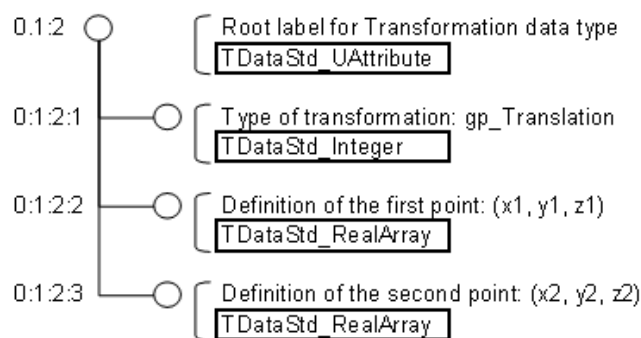 0.1:2 Root label for Transformation data type
TDataStd_UAttribute
0:1:2:1 Type of transformation: gp_Translation
TDataStd_Integer
0:1:2:2 Definition of the first point: (x1, y1, z1)
TDataStd_RealArray
0:1:2:3 Definition of the second point: (x2, y2, z2)
TDataStd_RealArray